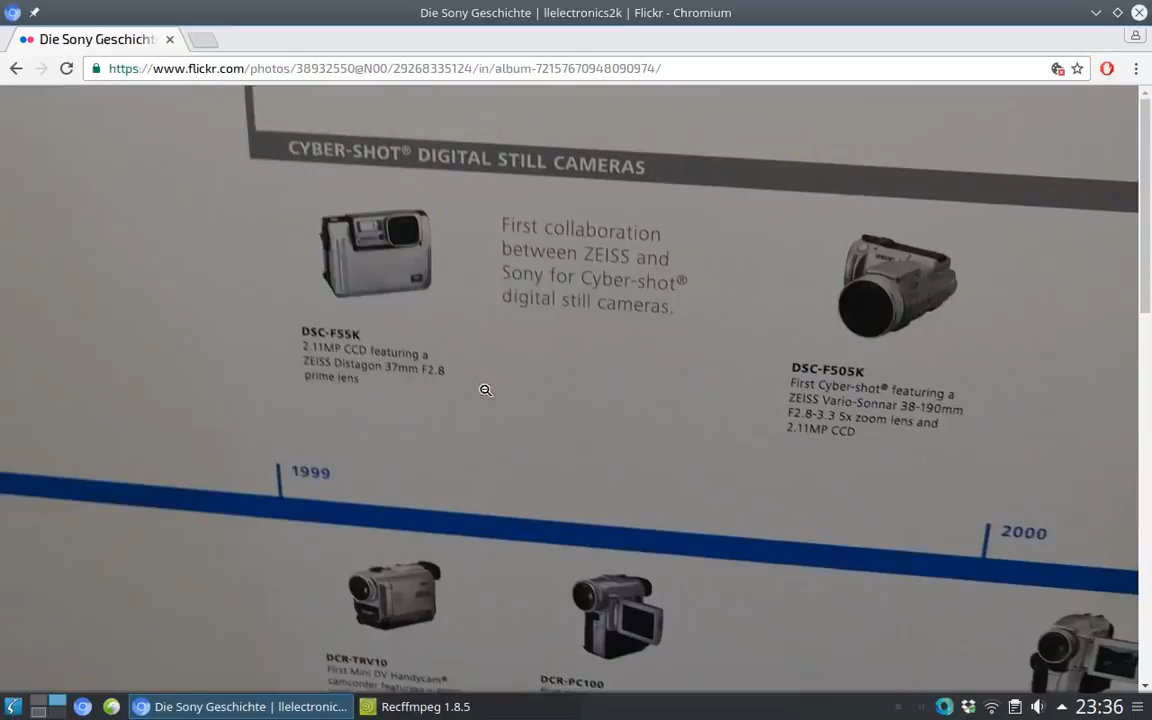 Die Sony Geschichte | llelectronics2k | Flickr - Chromium
Die Sony Geschicht
https://www.flickr.com/photos/38932550@N00/29268335124/in/album-72157670948090974/
CYBER-SHOT® DIGITAL STILL CAMERAS
First collaboration
between ZEISS and
Sony for Cyber-shot®
digital still cameras.
DSC-F55K
2.11MP CCD featuring a
ZEISS Distagon 37mm F2.8
prime lens
DSC-F505K
First Cyber-shot® featuring a
ZEISS Vario-Sonnar 38-190mm
F2.8-3.3 5x zoom lens and
2.11MP CCD
1999
2000
DCR-TRV10
First Mini DV Handycam®
camcorder featuring a
DCR-PC100
Die Sony Geschichte | llelectronic...
Recffmpeg 1.8.5
23:36